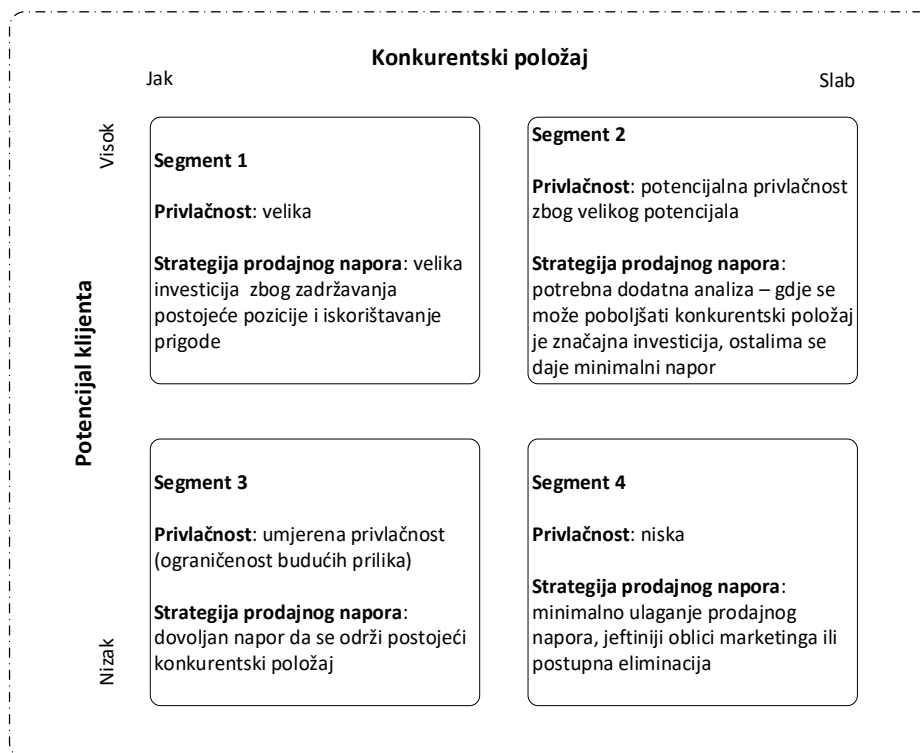 Konkurentski položaj
Jak
Slab
Visok
Potencijal klijenta
Nizak
Segment 1
Privlačnost: velika
Strategija prodajnog napora: velika
investicija  zbog zadržavanja
postojeće pozicije i iskorištavanje
prigode
Segment 2
Privlačnost: potencijalna privlačnost
zbog velikog potencijala
Strategija prodajnog napora:
potrebna dodatna analiza – gdje se
može poboljšati konkurentski položaj
je značajna investicija, ostalima se
daje minimalni napor
Segment 3
Privlačnost: umjerena privlačnost
(ograničenost budućih prilika)
Strategija prodajnog napora:
dovoljan napor da se održi postojeći
konkurentski položaj
Segment 4
Privlačnost: niska
Strategija prodajnog napora:
minimalno ulaganje prodajnog
napora, jeftiniji oblici marketinga ili
postupna eliminacija